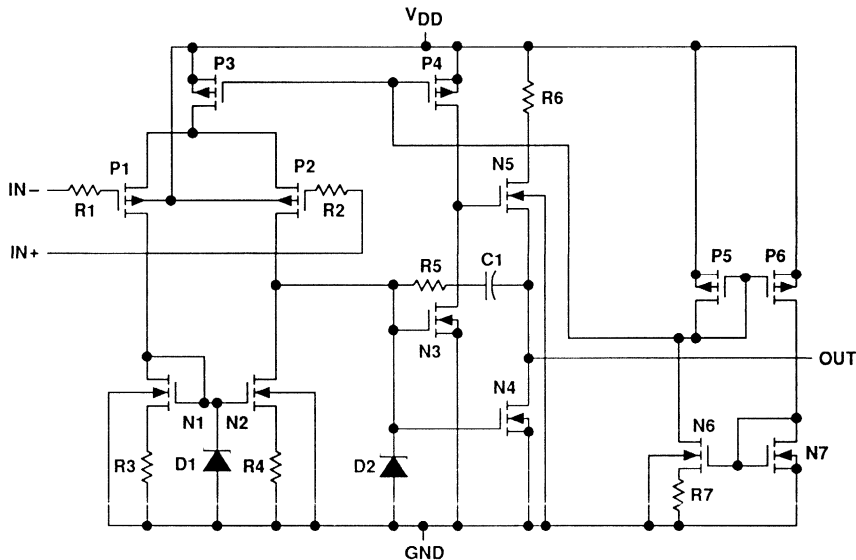 VDD
P3
P4
R6
P1
P2
N5
IN−
R1
R2
IN+
R5
C1
P5
P6
N3
OUT
N1
N2
N4
N6
N7
R3
D1
R4
D2
R7
GND